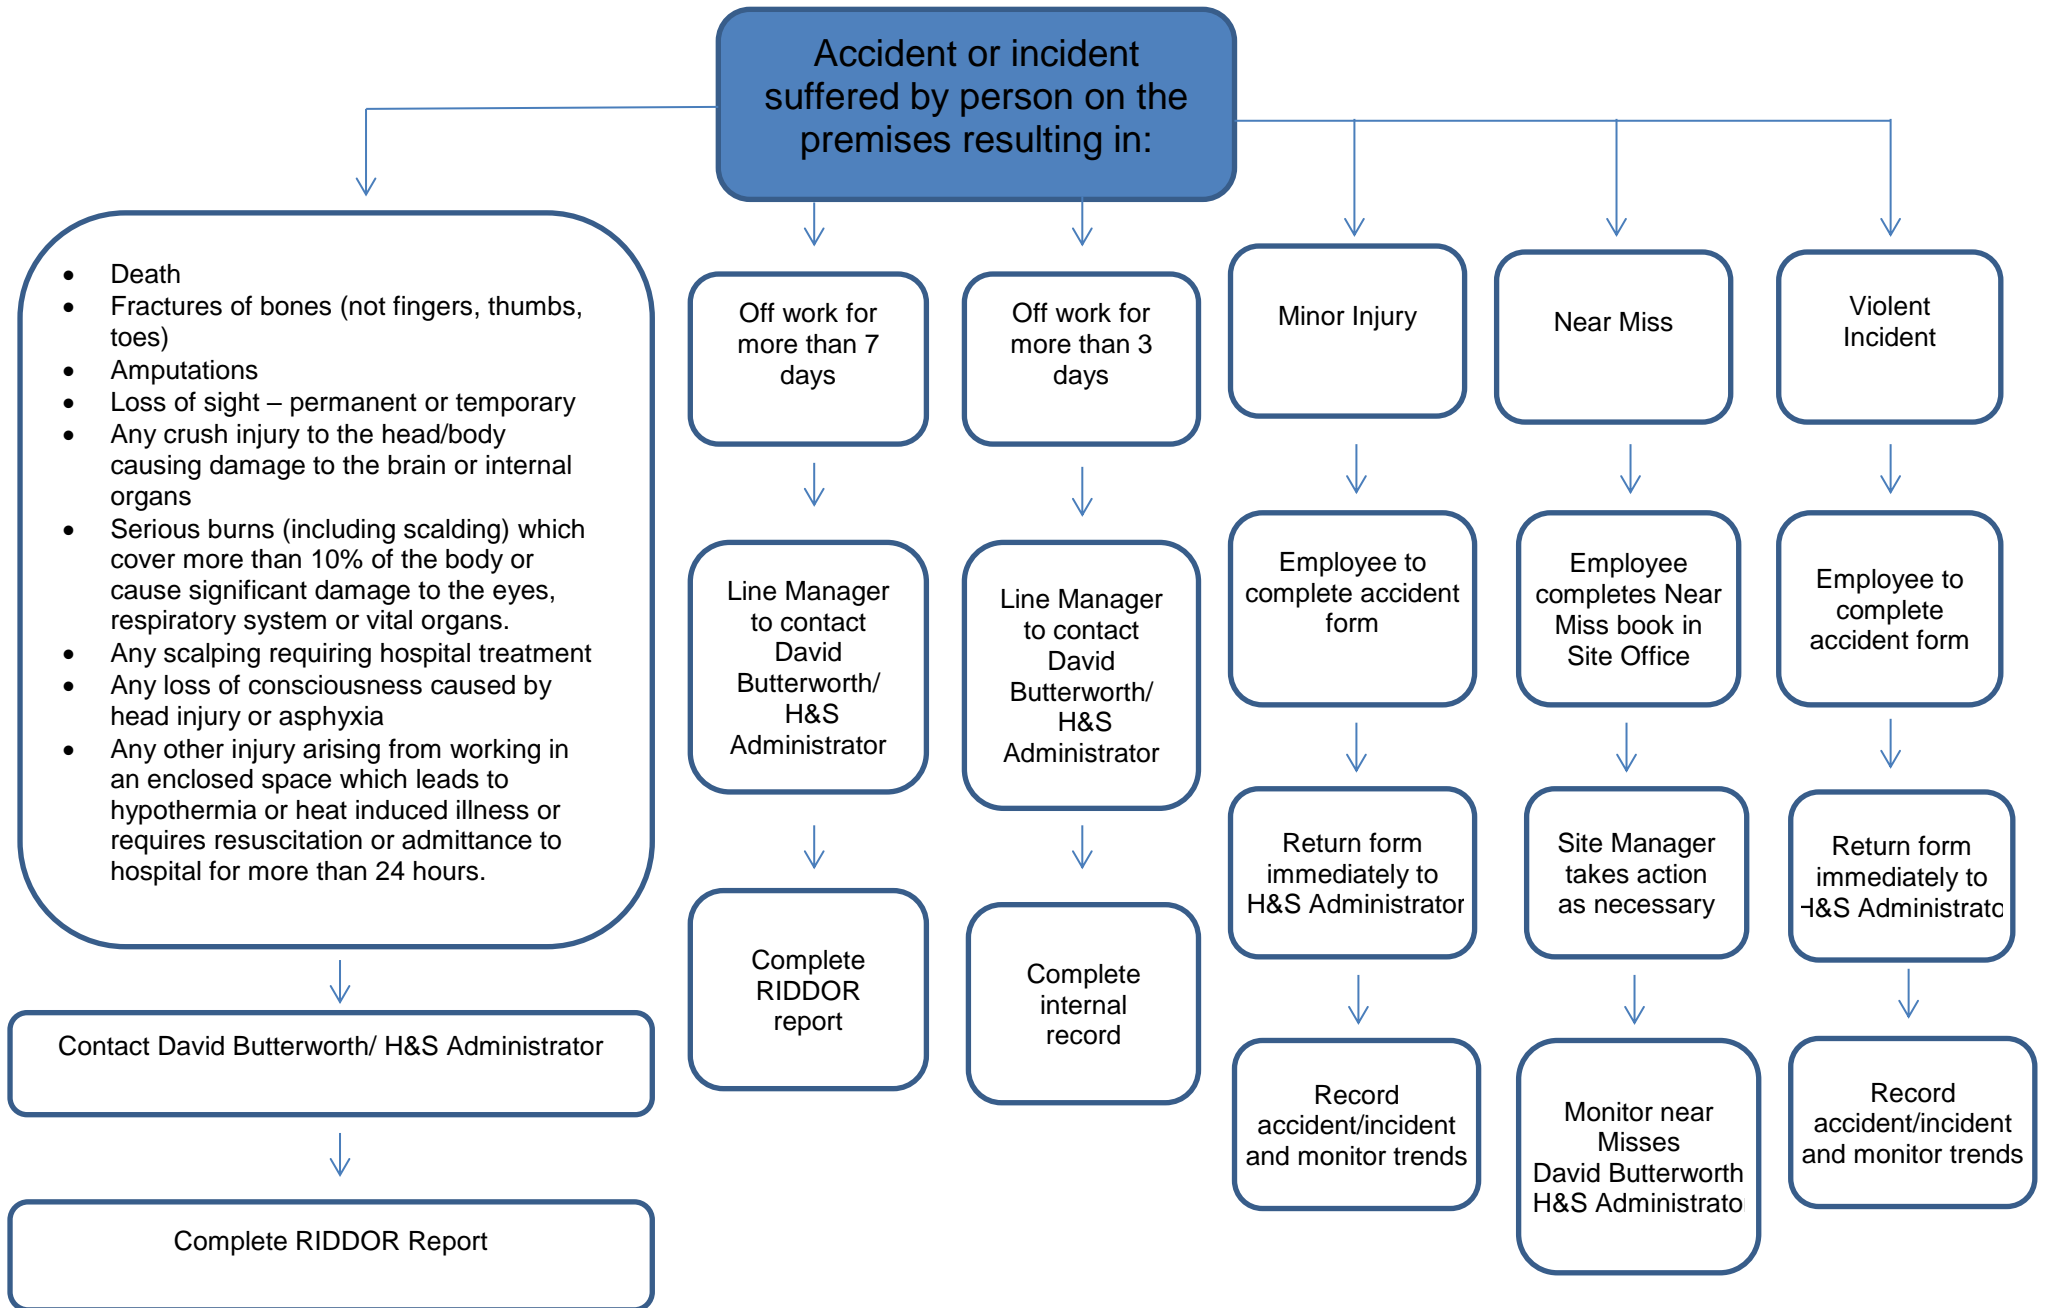 Accident or incident
suffered by person on the
premises resulting in:
• Death
• Fractures of bones (not fingers, thumbs,
toes)
• Amputations
• Loss of sight – permanent or temporary
• Any crush injury to the head/body
causing damage to the brain or internal
organs
• Serious burns (including scalding) which
cover more than 10% of the body or
cause significant damage to the eyes,
respiratory system or vital organs.
• Any scalping requiring hospital treatment
• Any loss of consciousness caused by
head injury or asphyxia
• Any other injury arising from working in
an enclosed space which leads to
hypothermia or heat induced illness or
requires resuscitation or admittance to
hospital for more than 24 hours.
Contact David Butterworth/ H&S Administrator
Complete RIDDOR Report
Off work for
more than 7
days
Line Manager
to contact
David
Butterworth/
H&S
Administrator
Complete
RIDDOR
report
Off work for
more than 3
days
Line Manager
to contact
David
Butterworth/
H&S
Administrator
Complete
internal
record
Minor Injury
Employee to
complete accident
form
Return form
immediately to
H&S Administrator
Record
accident/incident
and monitor trends
Near Miss
Employee
completes Near
Miss book in
Site Office
Site Manager
takes action
as necessary
Monitor near
Misses
David Butterworth
H&S Administrato
Violent
Incident
Employee to
complete
accident form
Return form
immediately to
H&S Administrato
Record
accident/incident
and monitor trends